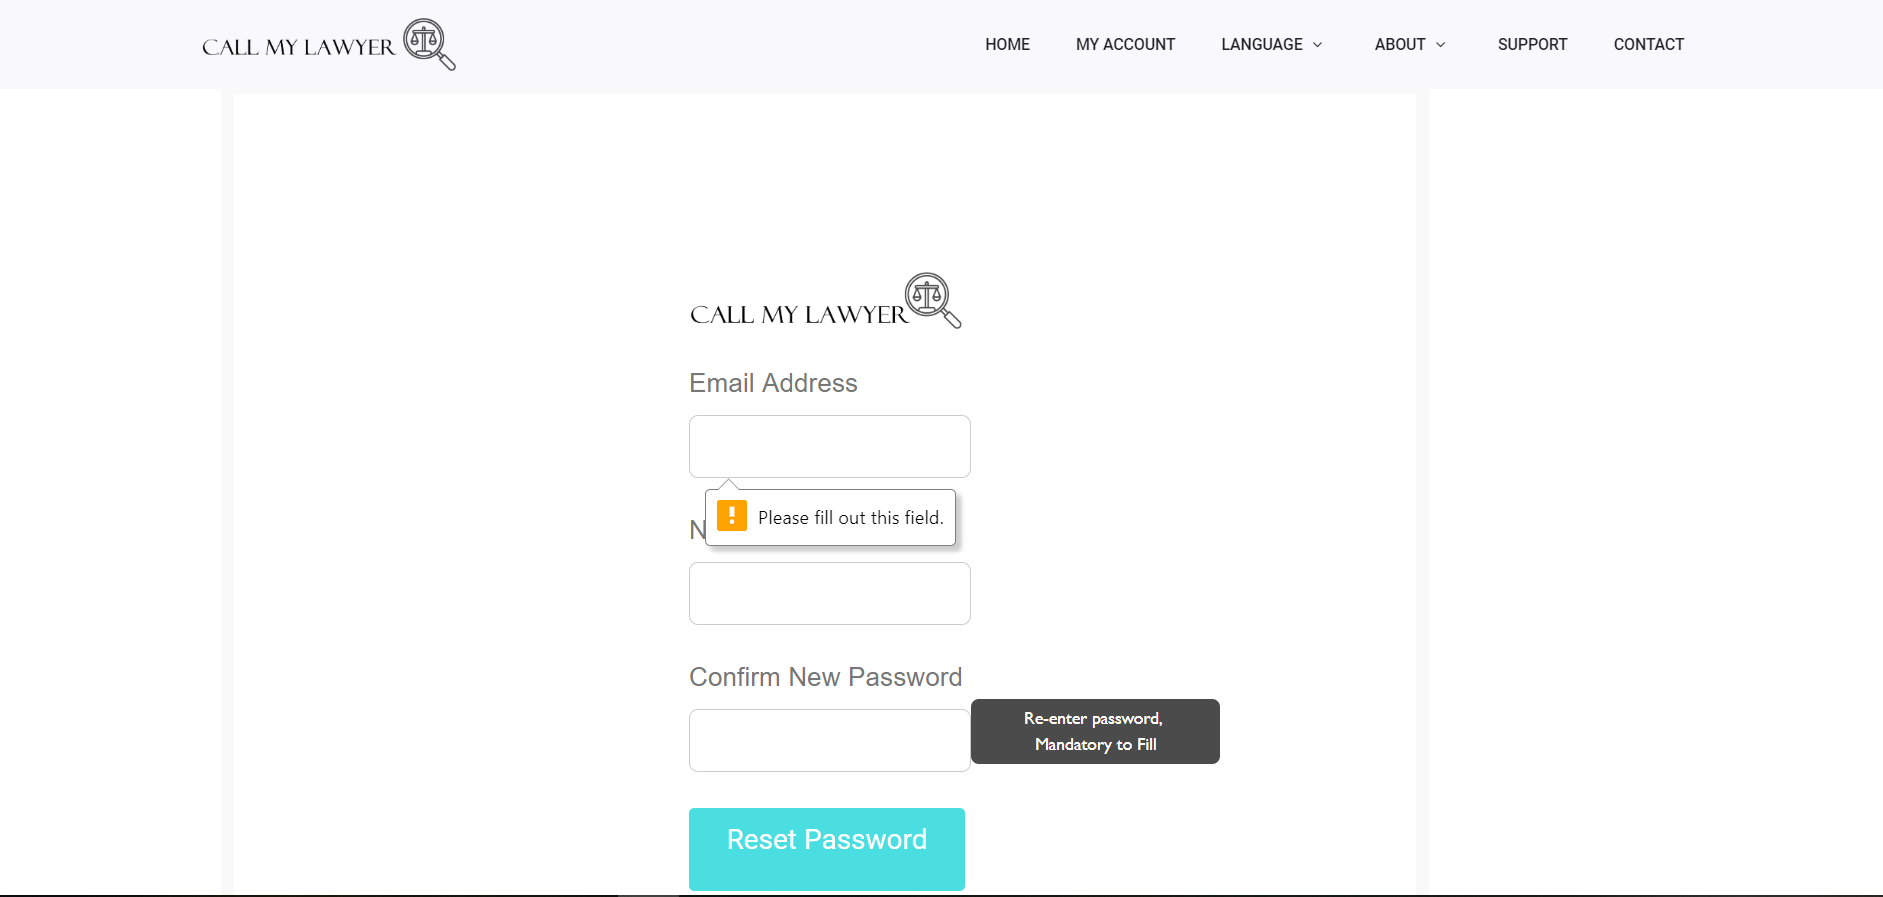 CALL MY LAWYER
HOME MY ACCOUNT LANGUAGE ABOUT SUPPORT CONTACT
CALL MY LAWYER
Email Address
Please fill out this field.
Confirm New Password
Re-enter password,
Mandatory to Fill
Reset Password